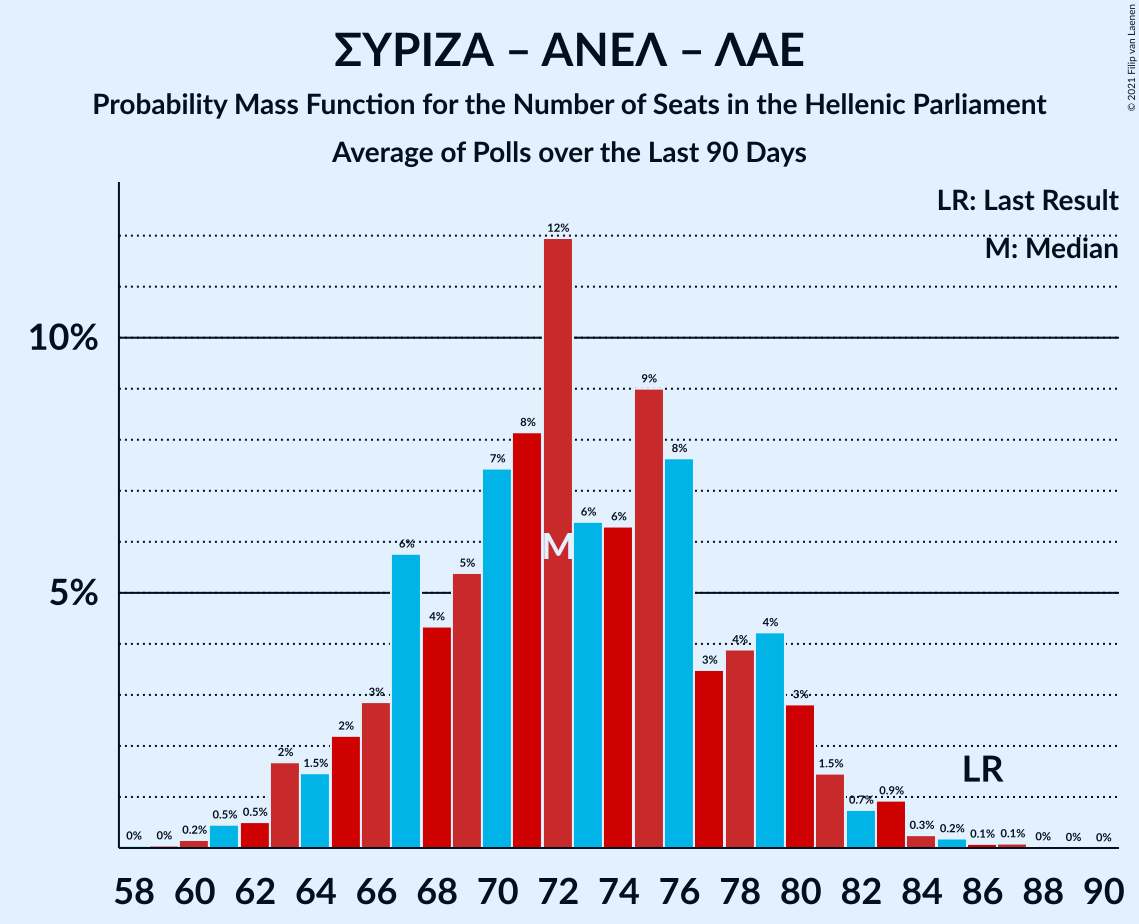 ΣΥΡΙΖΑ – ΑΝΕΛ – ΛΑΕ
Probability Mass Function for the Number of Seats in the Hellenic Parliament
Average of Polls over the Last 90 Days
© 2021 Filip van Laenen
LR: Last Result
M: Median
10%
5%
0% 0% 0.2% 0.5% 0.5% 2% 1.5% 2% 3% 6% 4% 5% 7% 8% 12% 6% 6% 9% 8% 3% 4% 4% 3% 1.5% 0.7% 0.9% 0.3% 0.2% 0.1% 0.1% 0% 0% 0%
M
LR
58 60 62 64 66 68 70 72 74 76 78 80 82 84 86 88 90